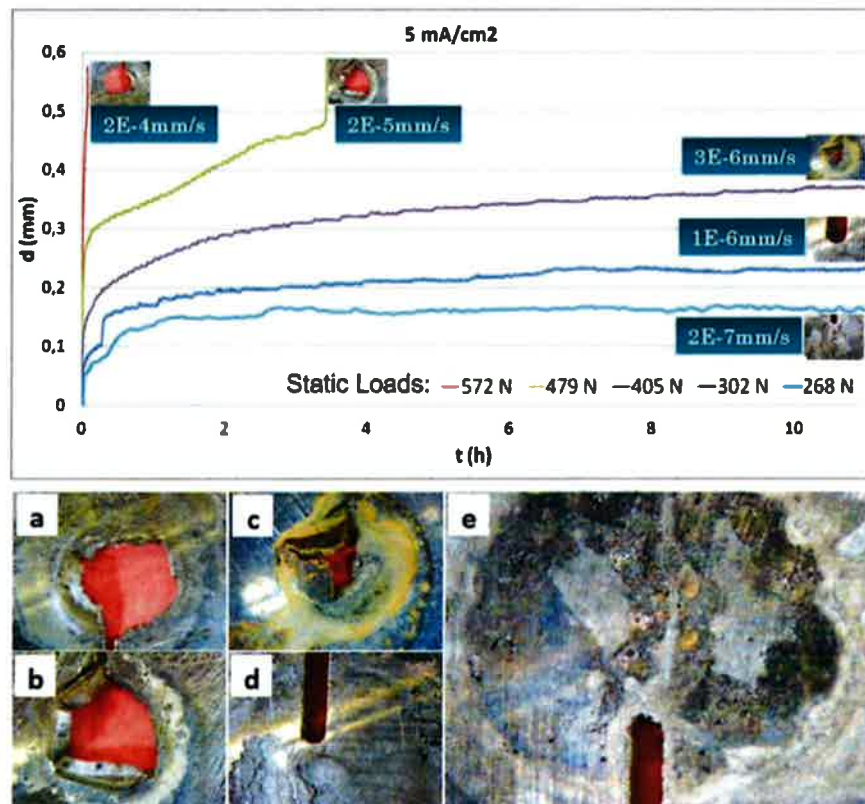 5 mA/cm2
0,6
0,5
0,4
0,3
0,2
0,1
0
d (mm)
2E-4mm/s
2E-5mm/s
3E-6mm/s
1E-6mm/s
2E-7mm/s
Static Loads: 572 N 479 N 405 N 302 N 268 N
0 2 4 6 8 10
t (h)
a
c
e
b
d